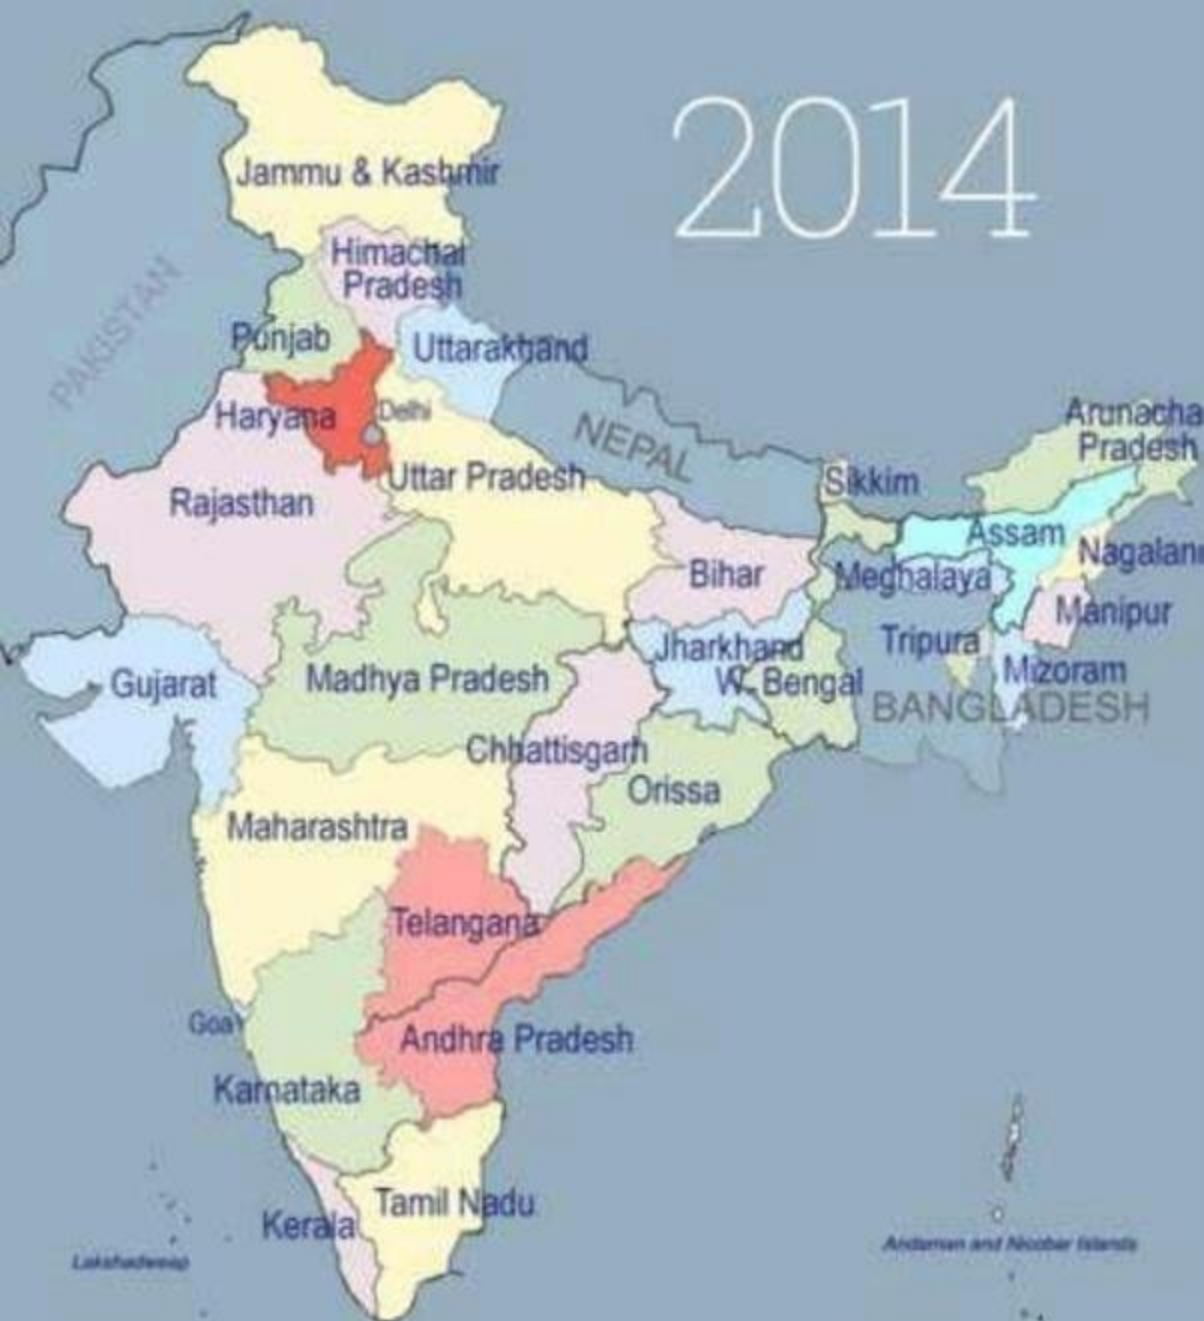 2014
Jammu & Kashmir
Himachal
Pradesh
PAKISTAN
Punjab
Uttarakhand
Haryana
Delhi
NEPAL
Arunacha
Pradesh
Uttar Pradesh
Sikkim
Rajasthan
Assam
Nagalan
Bihar
Meghalaya
Manipur
Tripura
Jharkhand
Mizoram
Gujarat
Madhya Pradesh
W. Bengal
BANGLADESH
Chhattisgarh
Orissa
Maharashtra
Telangana
Goa
Andhra Pradesh
Karnataka
Tamil Nadu
Kerala
Andaman and Nicobar Islands
Lakshadweep